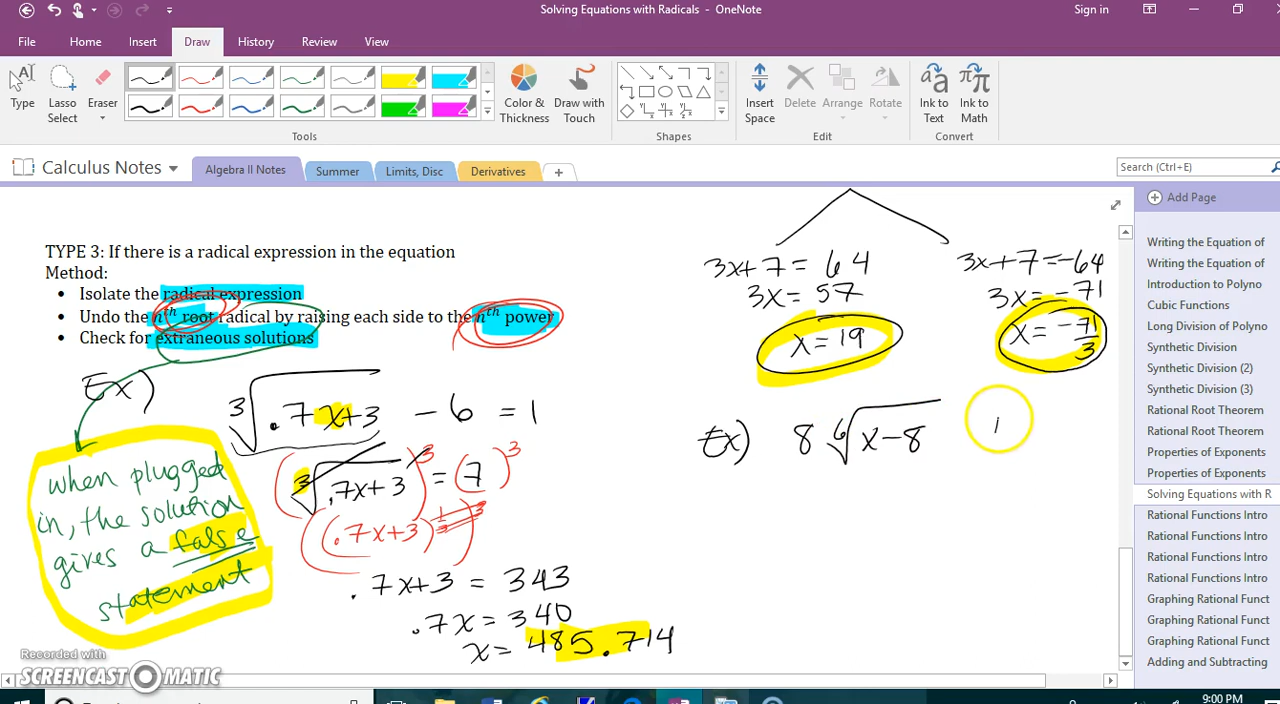 Solving Equations with Radicals - OneNote
Sign in
File Home Insert Draw History Review View
Type
Lasso Select
Eraser
Color & Thickness
Draw with Touch
Insert Space
Delete
Arrange
Rotate
Ink to Text
Ink to Math
Tools
Shapes
Edit
Convert
Calculus Notes
Algebra II Notes
Summer
Limits, Disc
Derivatives
Search (Ctrl+E)
TYPE 3: If there is a radical expression in the equation
Method:
• Isolate the radical expression
• Undo the nth root radical by raising each side to the nth power
• Check for extraneous solutions
Ex)
∛.7x+3 - 6 = 1
(∛.7x+3)^3 = (7)^3
((.7x+3)^1/3)^3
.7x+3 = 343
.7x = 340
x = 485.714
when plugged
in, the solution
gives a false
statement
3x+7 = 64
3x = 57
x = 19
3x+7 = -64
3x = -71
x = -71/3
Ex) 8 ⁶√x-8
Add Page
Writing the Equation of
Writing the Equation of
Introduction to Polyno
Cubic Functions
Long Division of Polyno
Synthetic Division
Synthetic Division (2)
Synthetic Division (3)
Rational Root Theorem
Rational Root Theorem
Properties of Exponents
Properties of Exponents
Solving Equations with R
Rational Functions Intro
Rational Functions Intro
Rational Functions Intro
Rational Functions Intro
Graphing Rational Funct
Graphing Rational Funct
Graphing Rational Funct
Adding and Subtracting
Recorded with
SCREENCAST-O-MATIC
9:00 PM